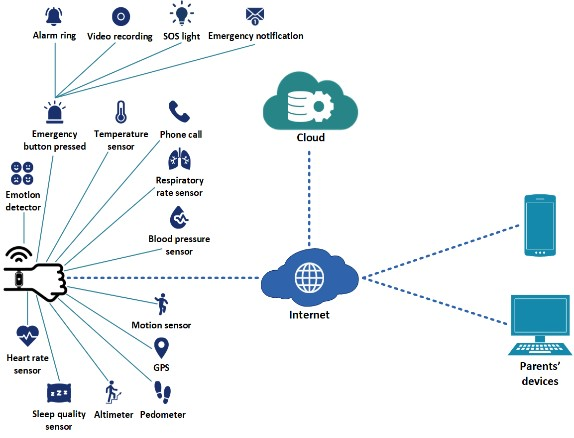 Alarm ring
Video recording
SOS light
Emergency notification
Emergency
button pressed
Temperature
sensor
Phone call
Cloud
Respiratory
rate sensor
Emotion
detector
Blood pressure
sensor
Internet
Motion sensor
Heart rate
sensor
GPS
Parents'
devices
zzz
Sleep quality
sensor
Altimeter
Pedometer